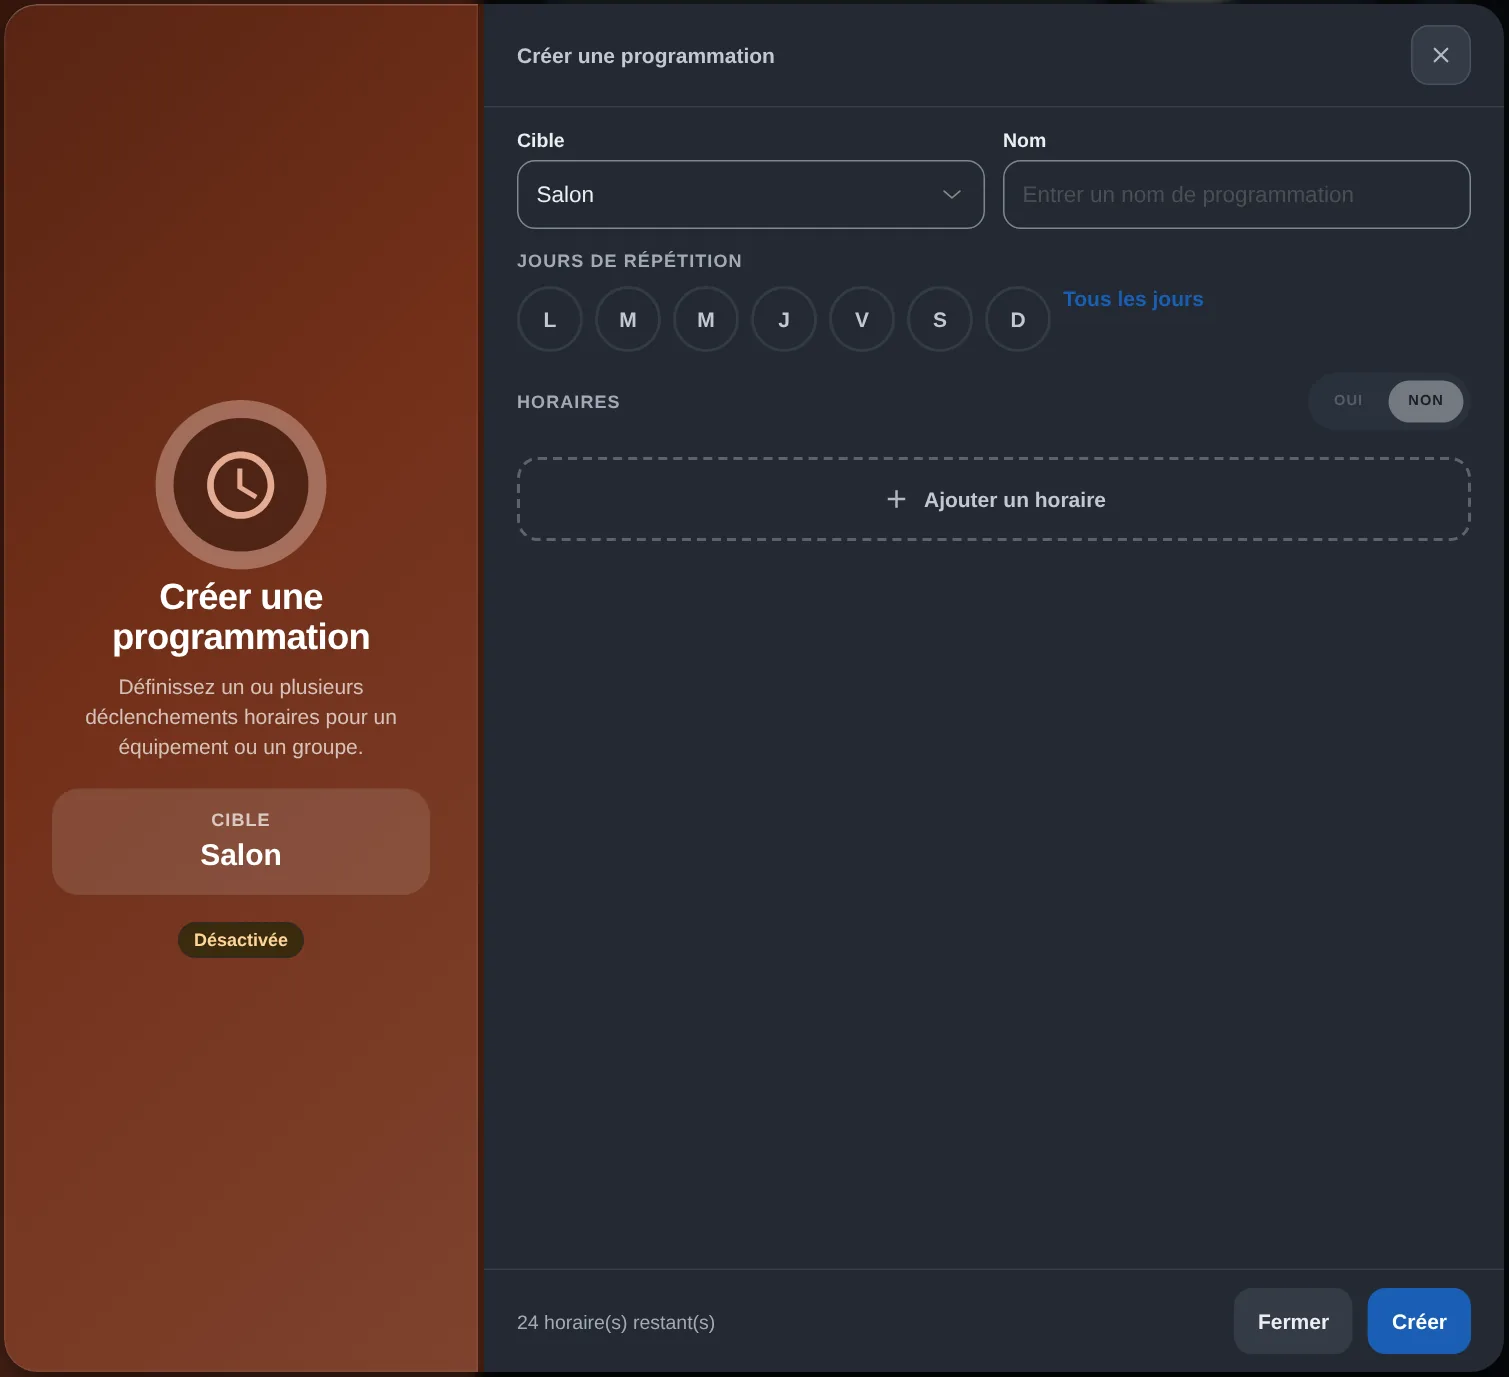 Créer une
programmation
Définissez un ou plusieurs
déclenchements horaires pour un
équipement ou un groupe.
CIBLE
Salon
Désactivée
Créer une programmation
Cible
Nom
Salon
Entrer un nom de programmation
JOURS DE RÉPÉTITION
L M M J V S D Tous les jours
HORAIRES
OUI NON
Ajouter un horaire
24 horaire(s) restant(s)
Fermer
Créer